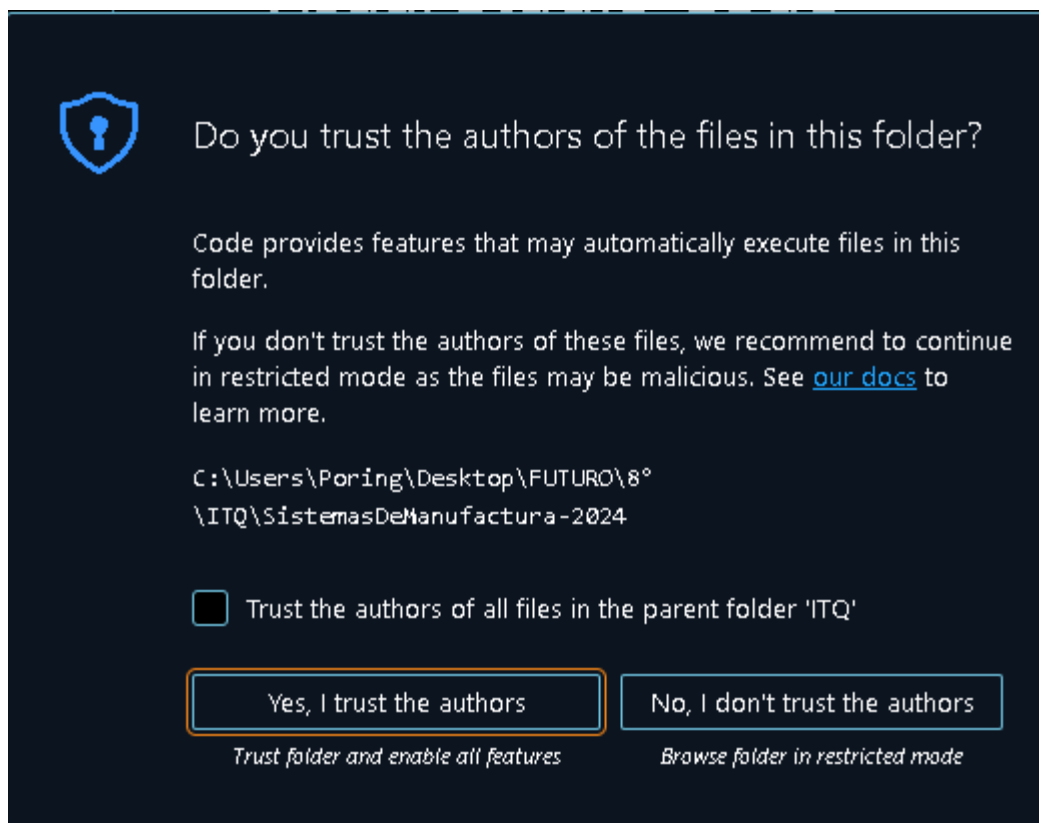 Do you trust the authors of the files in this folder?
Code provides features that may automatically execute files in this
folder.
If you don't trust the authors of these files, we recommend to continue
in restricted mode as the files may be malicious. See our docs to
learn more.
C:\Users\Poring\Desktop\FUTURO\8°
\ITQ\SistemasDeManufactura-2024
Trust the authors of all files in the parent folder 'ITQ'
Yes, I trust the authors
No, I don't trust the authors
Trust folder and enable all features
Browse folder in restricted mode